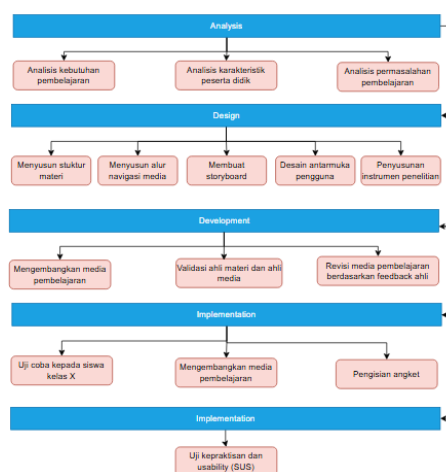 Analysis
Analisis kebutuhan
pembelajaran
Analisis karakteristik
peserta didik
Analisis permasalahan
pembelajaran
Design
Menyusun stuktur
materi
Menyusun alur
navigasi media
Membuat
storyboard
Desain antarmuka
pengguna
Penyusunan
instrumen penelitian
Development
Mengembangkan media
pembelajaran
Validasi ahli materi dan ahli
media
Revisi media pembelajaran
berdasarkan feedback ahli
Implementation
Uji coba kepada siswa
kelas X
Mengembangkan media
pembelajaran
Pengisian angket
Implementation
Uji kepraktisan dan
usability (SUS)